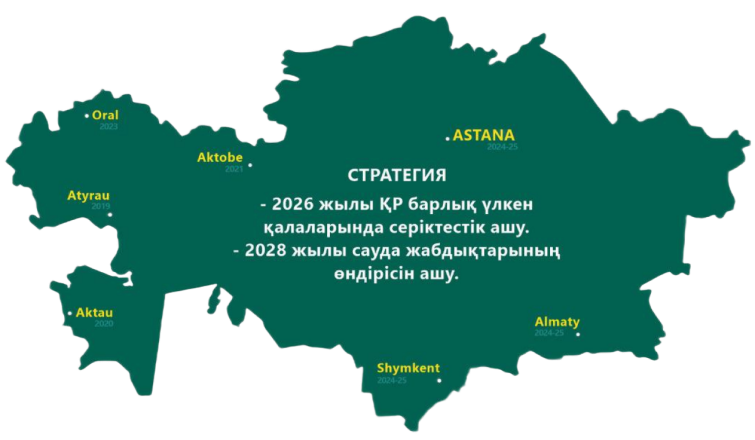 Oral
2023
ASTANA
2024-25
Aktobe
2021
СТРАТЕГИЯ
Atyrau
2019
- 2026 жылы ҚР барлық үлкен
қалаларында серіктестік ашу.
- 2028 жылы сауда жабдықтарының
өндірісін ашу.
Aktau
2020
Almaty
2024-25
Shymkent
2024-25